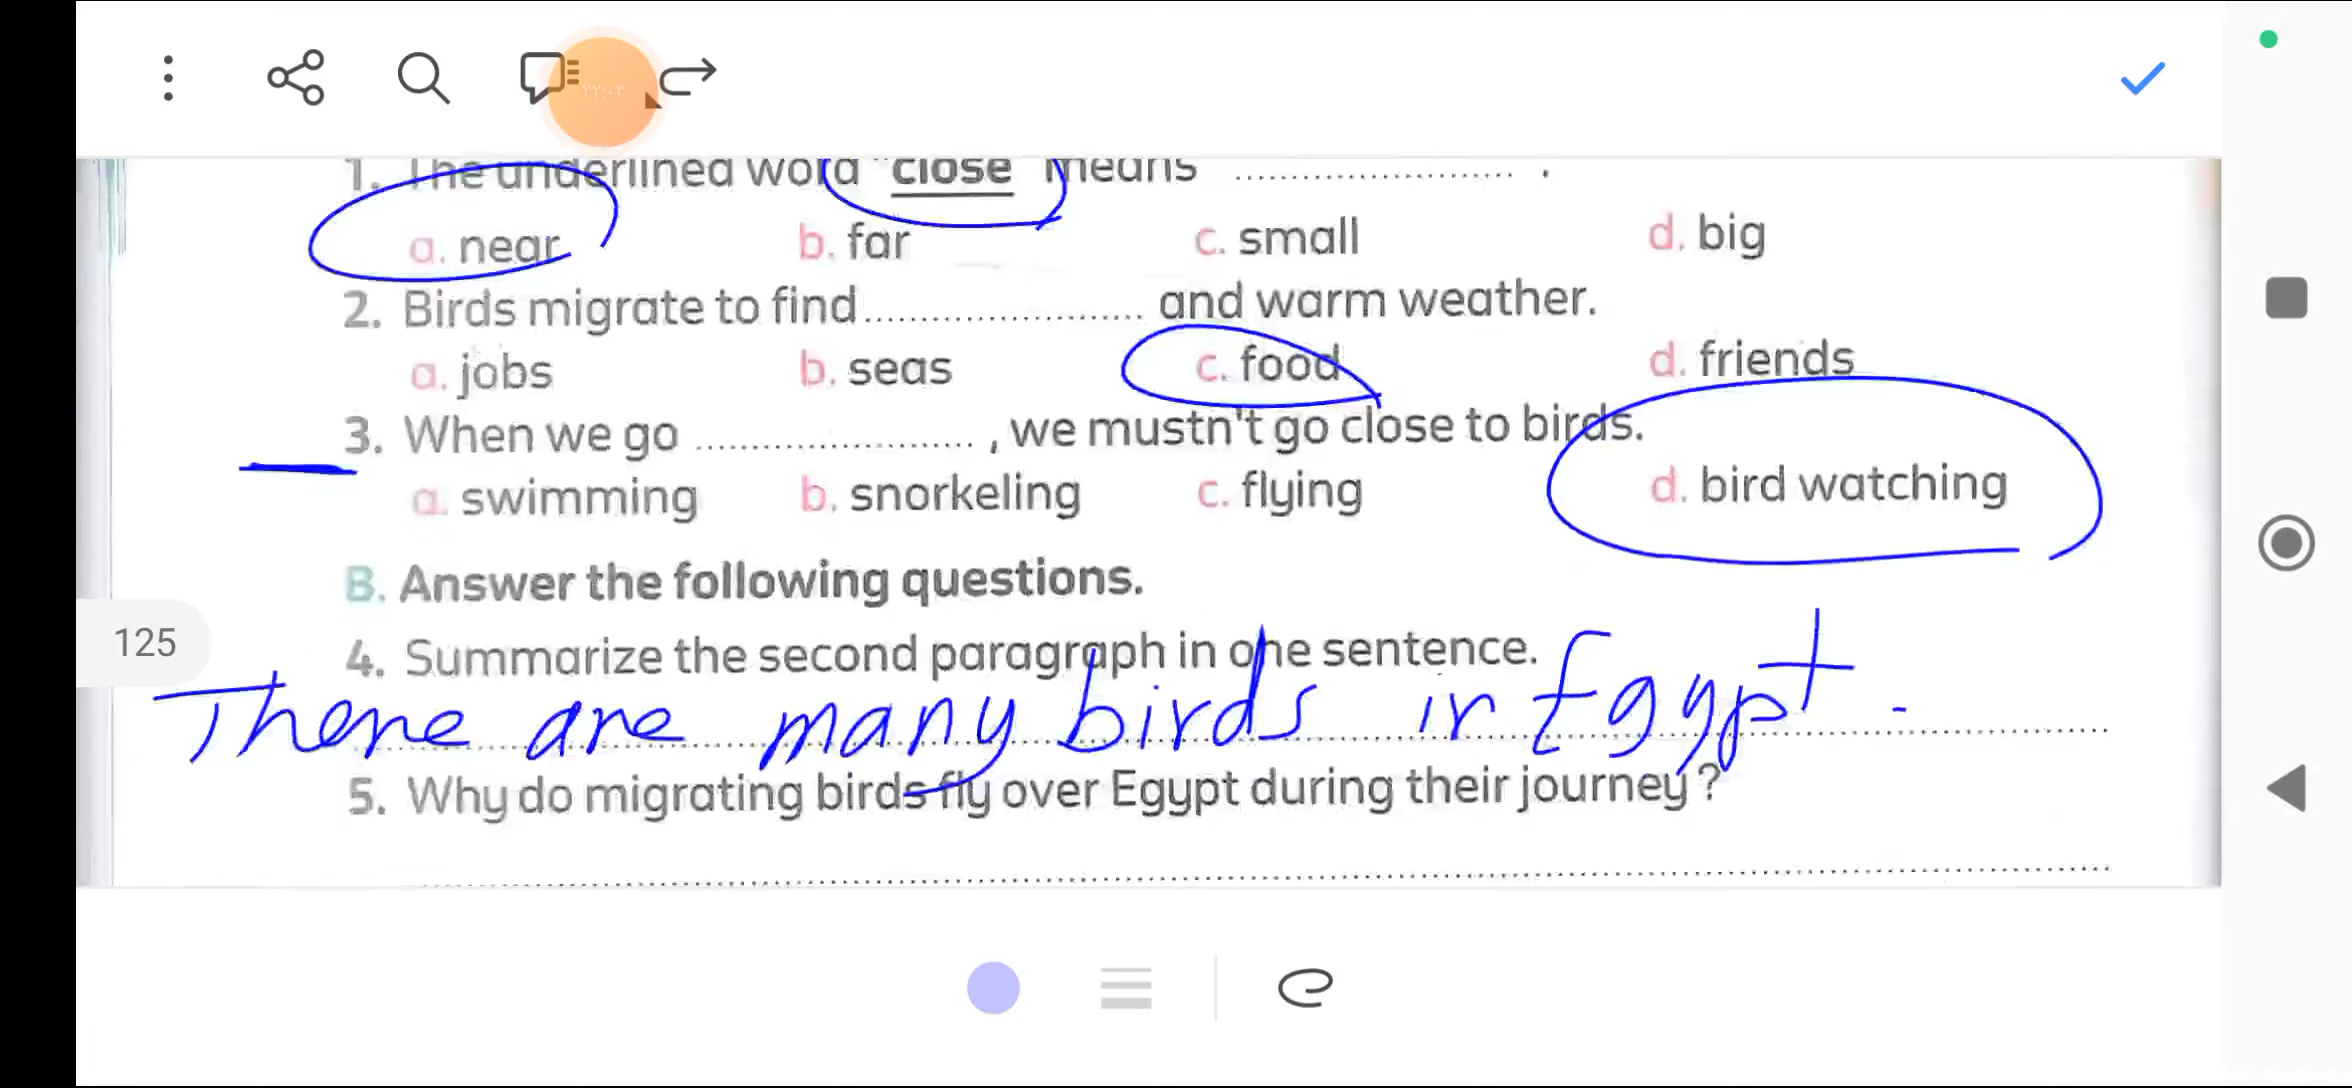 ٢٢:٠٢
1. The underlined word "close" means .......................... .
a. near b. far c. small d. big
2. Birds migrate to find .......................... and warm weather.
a. jobs b. seas c. food d. friends
3. When we go .........................., we mustn't go close to birds.
a. swimming b. snorkeling c. flying d. bird watching
B. Answer the following questions.
125
4. Summarize the second paragraph in one sentence.
There are many birds in Egypt.
5. Why do migrating birds fly over Egypt during their journey?